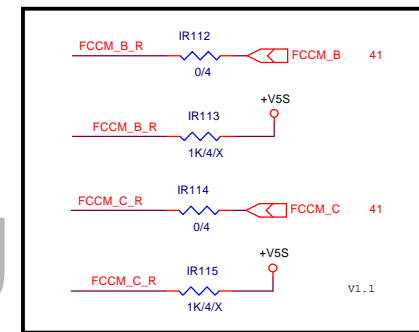 IR112
FCCM_B_R
FCCM_B 41
0/4
+V5S
IR113
FCCM_B_R
1K/4/X
IR114
FCCM_C_R
FCCM_C 41
0/4
+V5S
IR115
FCCM_C_R
1K/4/X
V1.1